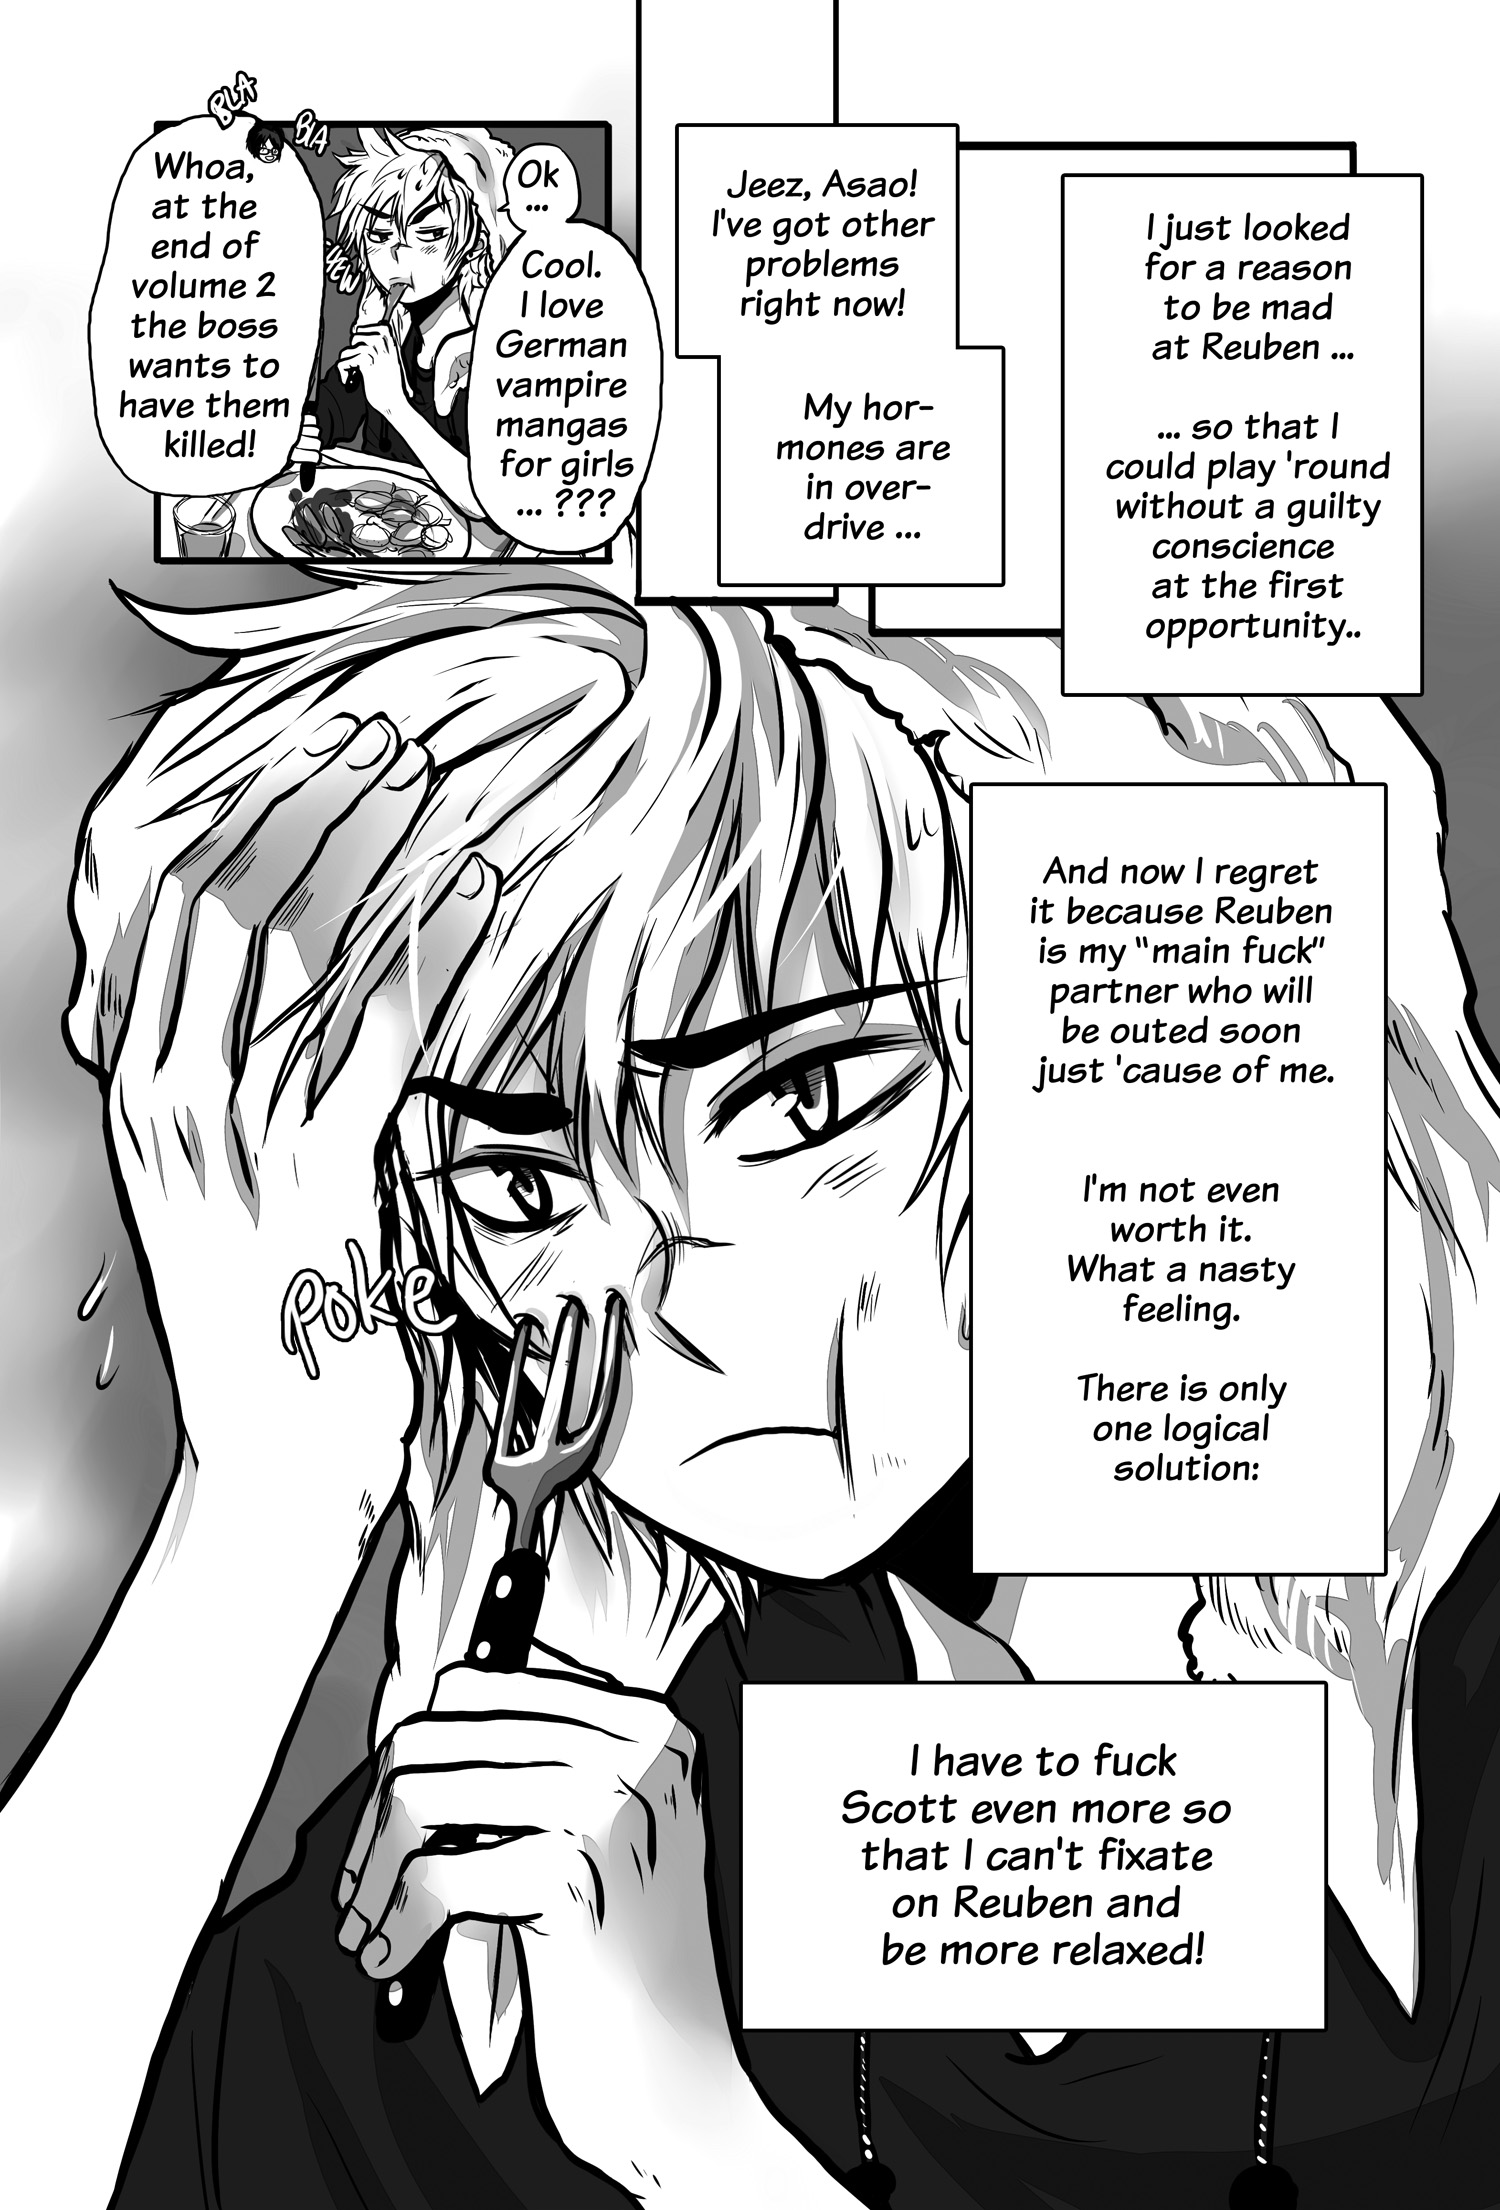 BLA
BLA
Whoa,
at the
end of
volume 2
the boss
wants to
have them
killed!
Ok
...
Cool.
I love
German
vampire
mangas
for girls
... ???
Jeez, Asao!
I've got other
problems
right now!
My hor-
mones are
in over-
drive ...
I just looked
for a reason
to be mad
at Reuben ...
... so that I
could play 'round
without a guilty
conscience
at the first
opportunity..
And now I regret
it because Reuben
is my "main fuck"
partner who will
be outed soon
just 'cause of me.
I'm not even
worth it.
What a nasty
feeling.
There is only
one logical
solution:
POKE
I have to fuck
Scott even more so
that I can't fixate
on Reuben and
be more relaxed!